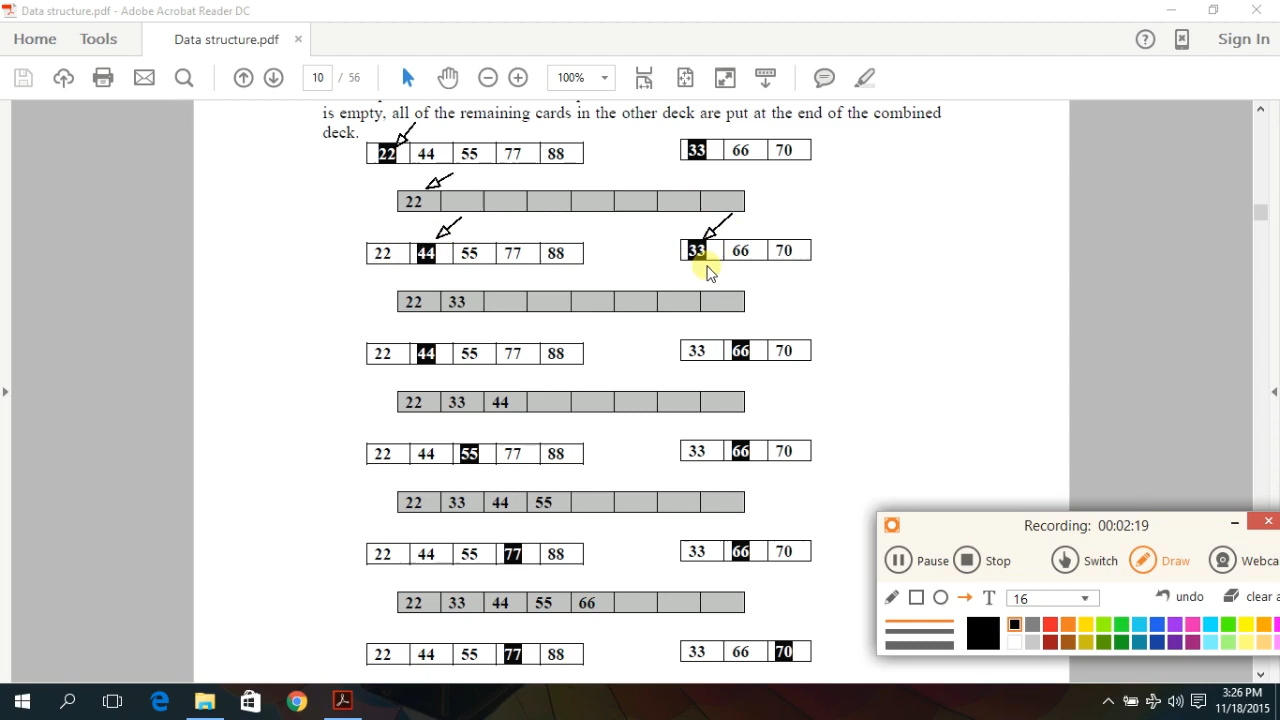 Data structure.pdf - Adobe Acrobat Reader DC
Home Tools Data structure.pdf × Sign In
10 / 56 100%
is empty, all of the remaining cards in the other deck are put at the end of the combined
deck.
22 44 55 77 88 33 66 70
22
22 44 55 77 88 33 66 70
22 33
22 44 55 77 88 33 66 70
22 33 44
22 44 55 77 88 33 66 70
22 33 44 55
22 44 55 77 88 33 66 70
22 33 44 55 66
22 44 55 77 88 33 66 70
Recording: 00:02:19
Pause Stop Switch Draw Webca
T 16 undo clear a
3:26 PM
11/18/2015